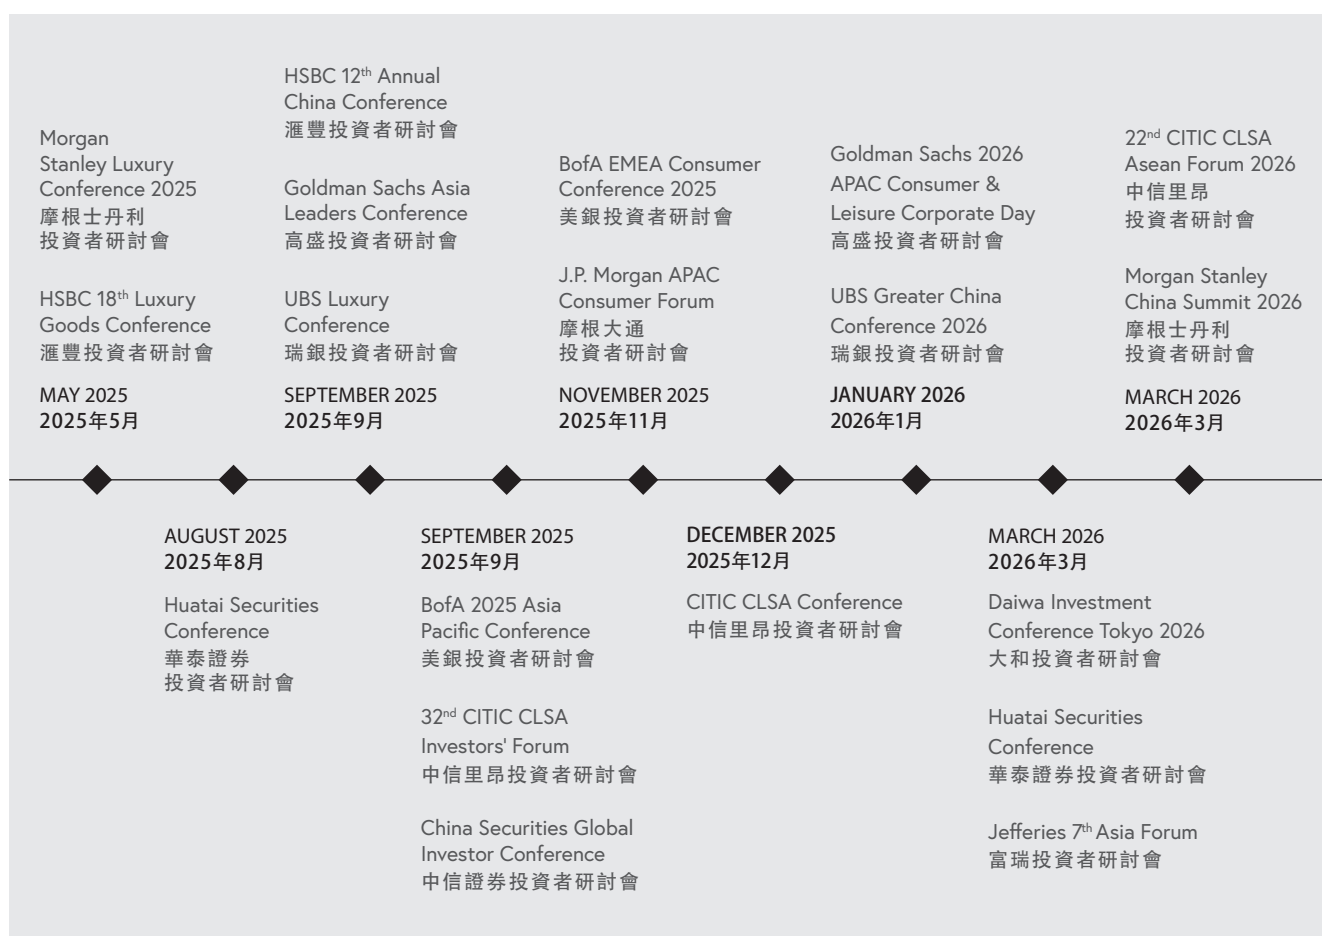 Morgan
Stanley Luxury
Conference 2025
摩根士丹利
投資者研討會
HSBC 18th Luxury
Goods Conference
滙豐投資者研討會
MAY 2025
2025年5月
HSBC 12th Annual
China Conference
滙豐投資者研討會
Goldman Sachs Asia
Leaders Conference
高盛投資者研討會
UBS Luxury
Conference
瑞銀投資者研討會
SEPTEMBER 2025
2025年9月
BofA EMEA Consumer
Conference 2025
美銀投資者研討會
J.P. Morgan APAC
Consumer Forum
摩根大通
投資者研討會
NOVEMBER 2025
2025年11月
Goldman Sachs 2026
APAC Consumer &
Leisure Corporate Day
高盛投資者研討會
UBS Greater China
Conference 2026
瑞銀投資者研討會
JANUARY 2026
2026年1月
22nd CITIC CLSA
Asean Forum 2026
中信里昂
投資者研討會
Morgan Stanley
China Summit 2026
摩根士丹利
投資者研討會
MARCH 2026
2026年3月
AUGUST 2025
2025年8月
Huatai Securities
Conference
華泰證券
投資者研討會
SEPTEMBER 2025
2025年9月
BofA 2025 Asia
Pacific Conference
美銀投資者研討會
32nd CITIC CLSA
Investors' Forum
中信里昂投資者研討會
China Securities Global
Investor Conference
中信證券投資者研討會
DECEMBER 2025
2025年12月
CITIC CLSA Conference
中信里昂投資者研討會
MARCH 2026
2026年3月
Daiwa Investment
Conference Tokyo 2026
大和投資者研討會
Huatai Securities
Conference
華泰證券投資者研討會
Jefferies 7th Asia Forum
富瑞投資者研討會